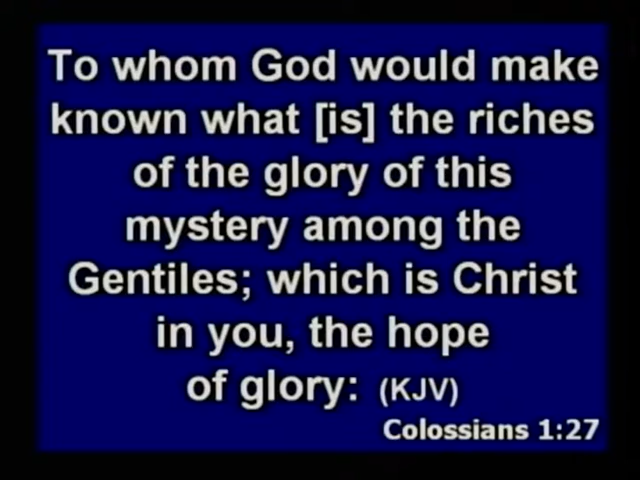 To whom God would make
known what [is] the riches
of the glory of this
mystery among the
Gentiles; which is Christ
in you, the hope
of glory: (KJV)
Colossians 1:27